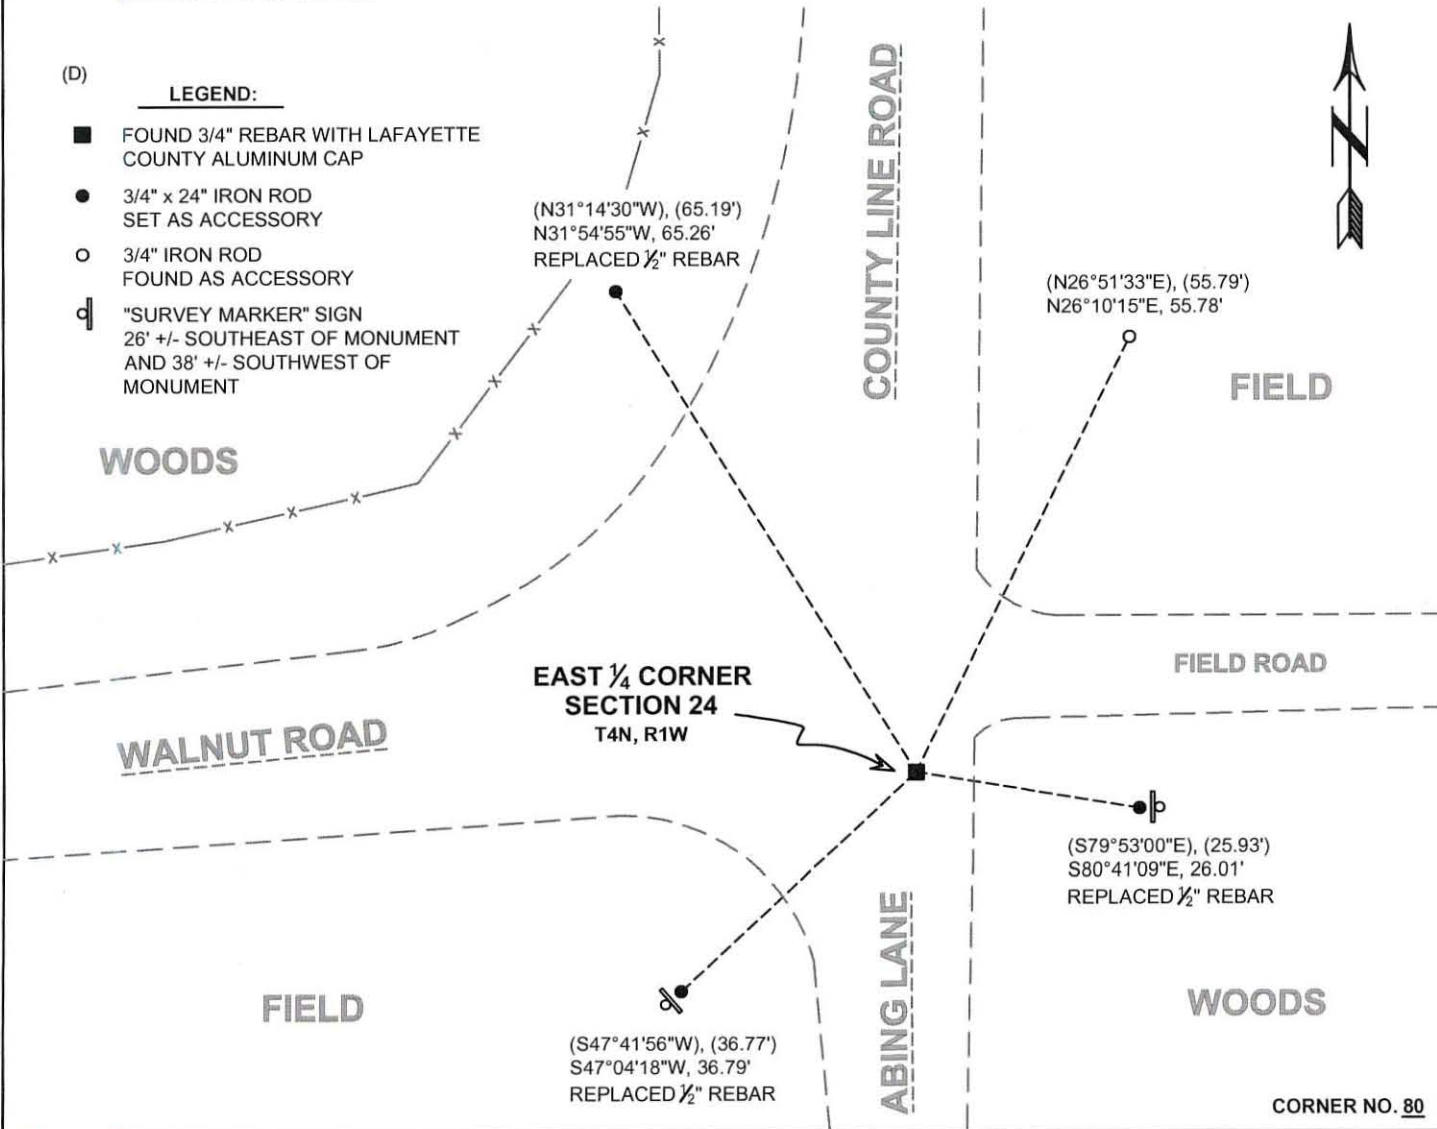 (D)
LEGEND:
FOUND 3/4" REBAR WITH LAFAYETTE
COUNTY ALUMINUM CAP
3/4" x 24" IRON ROD
SET AS ACCESSORY
3/4" IRON ROD
FOUND AS ACCESSORY
"SURVEY MARKER" SIGN
26' +/- SOUTHEAST OF MONUMENT
AND 38' +/- SOUTHWEST OF
MONUMENT
(N31°14'30"W), (65.19')
N31°54'55"W, 65.26'
REPLACED ½" REBAR
COUNTY LINE ROAD
N
(N26°51'33"E), (55.79')
N26°10'15"E, 55.78'
FIELD
WOODS
EAST ¼ CORNER
SECTION 24
T4N, R1W
FIELD ROAD
WALNUT ROAD
(S79°53'00"E), (25.93')
S80°41'09"E, 26.01'
REPLACED ½" REBAR
ABING LANE
FIELD
WOODS
(S47°41'56"W), (36.77')
S47°04'18"W, 36.79'
REPLACED ½" REBAR
CORNER NO. 80